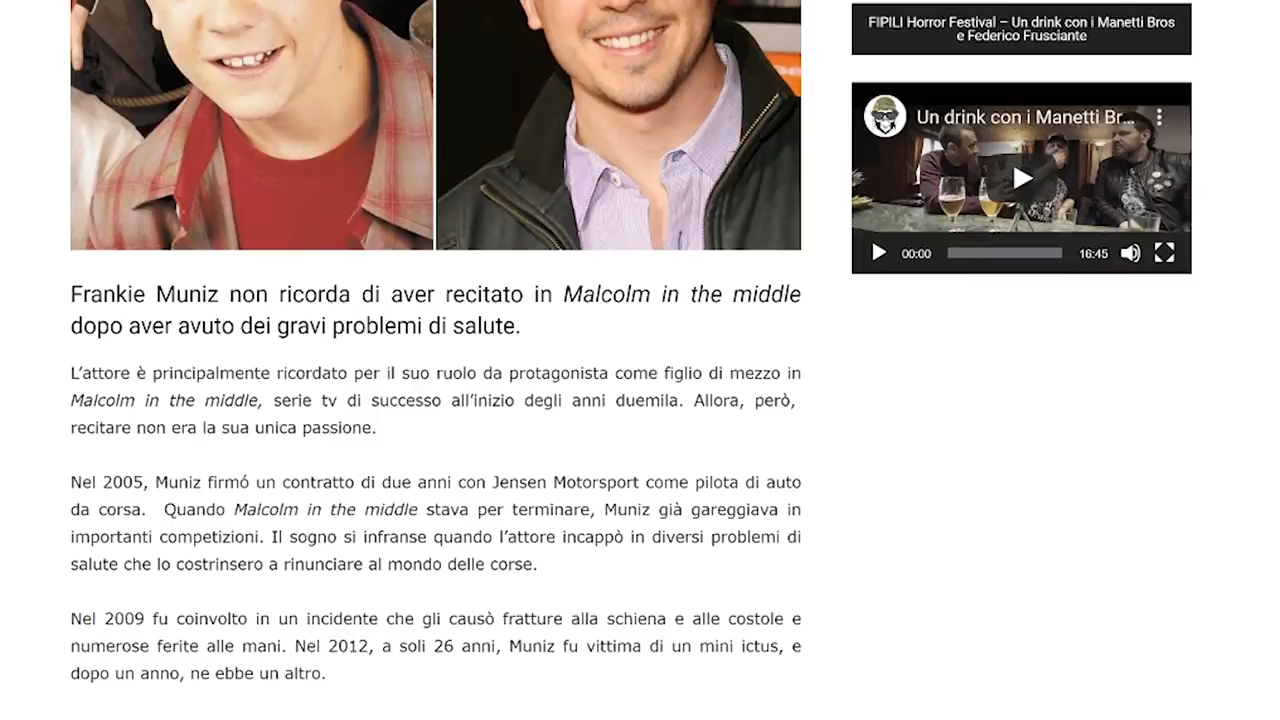 FIPILI Horror Festival – Un drink con i Manetti Bros
e Federico Frusciante
Un drink con i Manetti Br...
00:00
16:45
Frankie Muniz non ricorda di aver recitato in Malcolm in the middle
dopo aver avuto dei gravi problemi di salute.
L’attore è principalmente ricordato per il suo ruolo da protagonista come figlio di mezzo in
Malcolm in the middle, serie tv di successo all’inizio degli anni duemila. Allora, però,
recitare non era la sua unica passione.
Nel 2005, Muniz firmó un contratto di due anni con Jensen Motorsport come pilota di auto
da corsa. Quando Malcolm in the middle stava per terminare, Muniz già gareggiava in
importanti competizioni. Il sogno si infranse quando l’attore incappò in diversi problemi di
salute che lo costrinsero a rinunciare al mondo delle corse.
Nel 2009 fu coinvolto in un incidente che gli causò fratture alla schiena e alle costole e
numerose ferite alle mani. Nel 2012, a soli 26 anni, Muniz fu vittima di un mini ictus, e
dopo un anno, ne ebbe un altro.